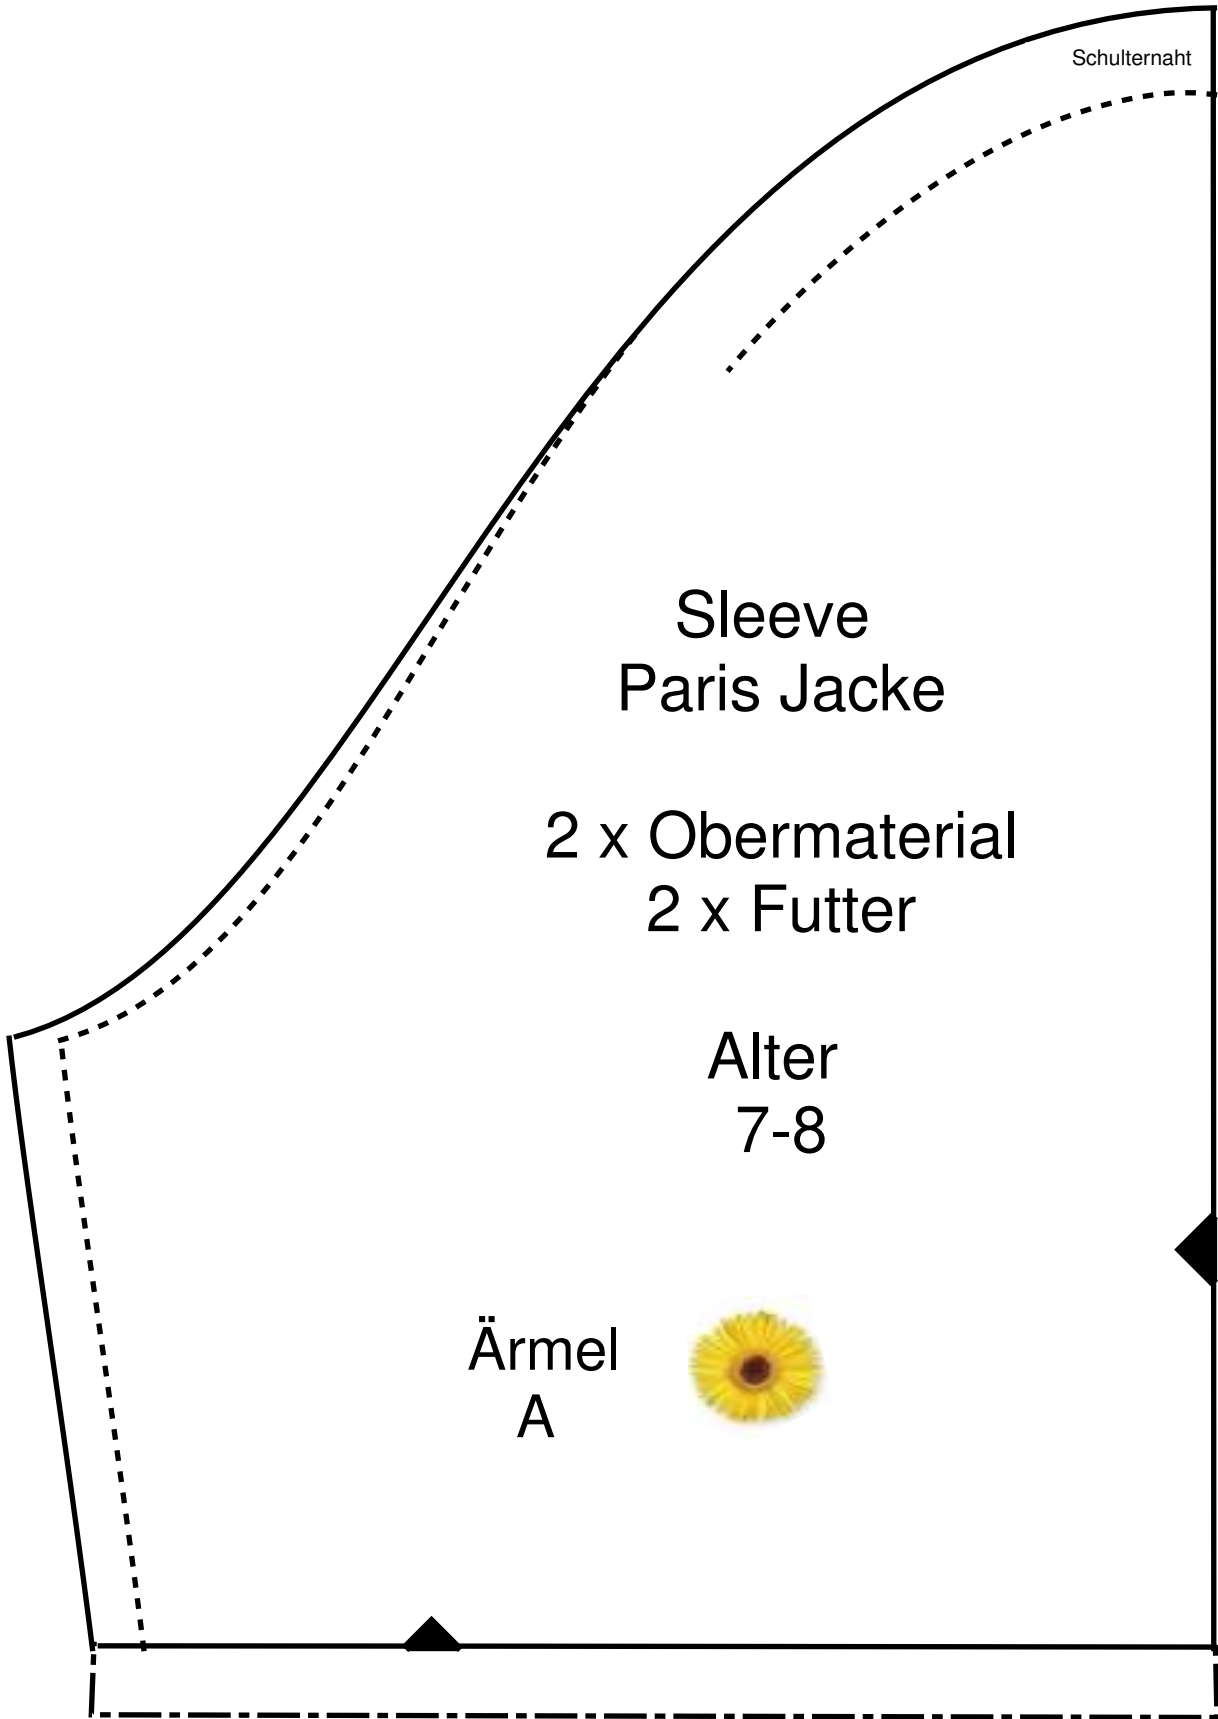 Schulternaht
Sleeve
Paris Jacke
2 x Obermaterial
2 x Futter
Alter
7-8
Ärmel
A